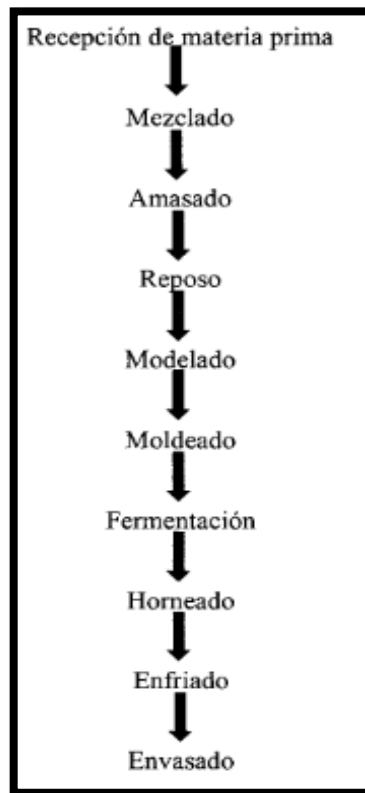 Recepción de materia prima
Mezclado
Amasado
Reposo
Modelado
Moldeado
Fermentación
Horneado
Enfriado
Envasado